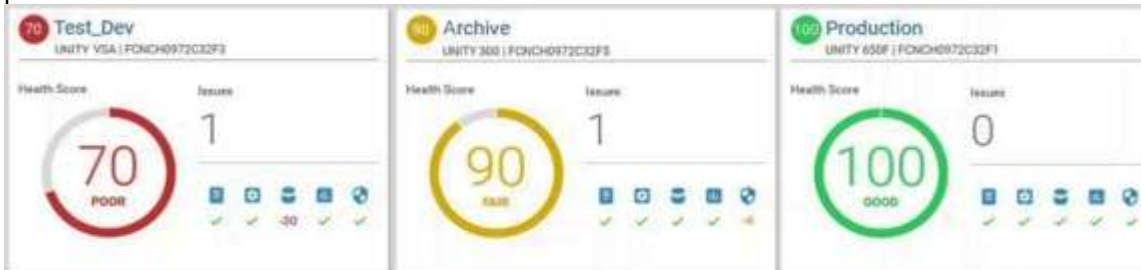 70 Test_Dev
UNITY VSA | FCNCH0972C32F3
Health Score
Issues
1
70
POOR
-30
90 Archive
UNITY 300 | FCNCH0972C32F5
Health Score
Issues
1
90
FAIR
100 Production
UNITY 650F | FCNCH0972C32F1
Health Score
Issues
0
100
GOOD